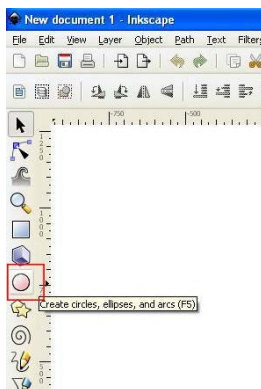 New document 1 - Inkscape
File Edit View Layer Object Path Text Filters
-750 -500
Create circles, ellipses, and arcs (F5)